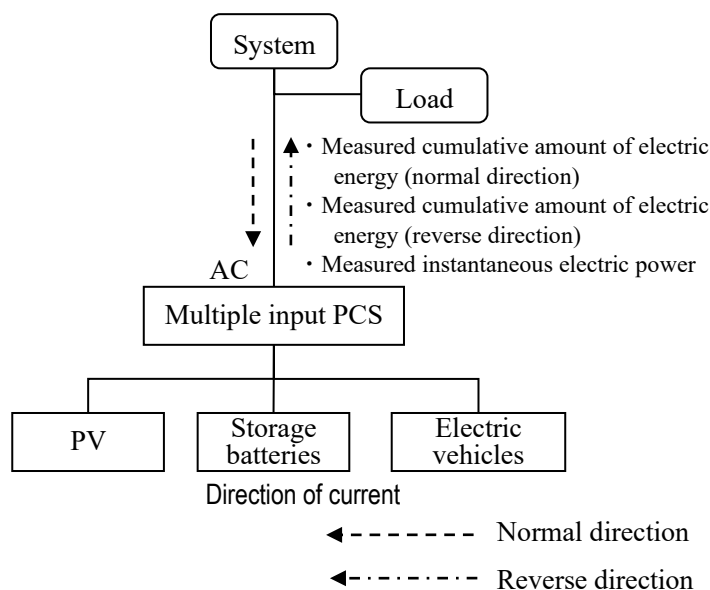 System
Load
・Measured cumulative amount of electric
energy (normal direction)
・Measured cumulative amount of electric
energy (reverse direction)
・Measured instantaneous electric power
AC
Multiple input PCS
PV
Storage
batteries
Electric
vehicles
Direction of current
Normal direction
Reverse direction